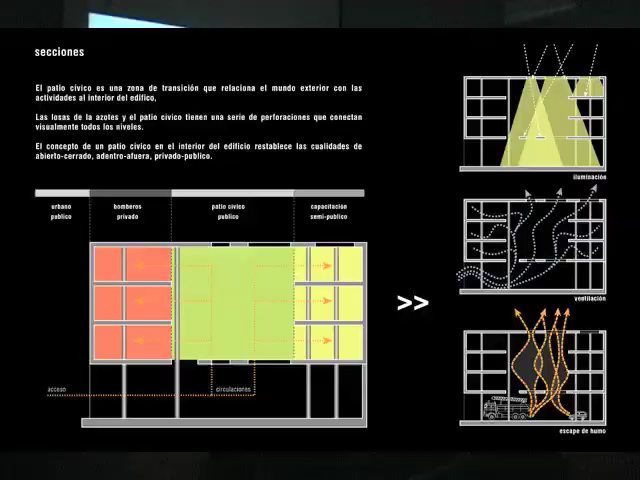 secciones
El patio cívico es una zona de transición que relaciona el mundo exterior con las
actividades al interior del edificio,
Las losas de la azotes y el patio cívico tienen una serie de perforaciones que conectan
visualmente todos los niveles.
El concepto de un patio cívico en el interior del edificio restablece las cualidades de
abierto-cerrado, adentro-afuera, privado-publico.
urbano
publico
bomberos
privado
patio cívico
publico
capacitación
semi-publico
acceso
circulaciones
>>
iluminación
ventilación
escape de humo